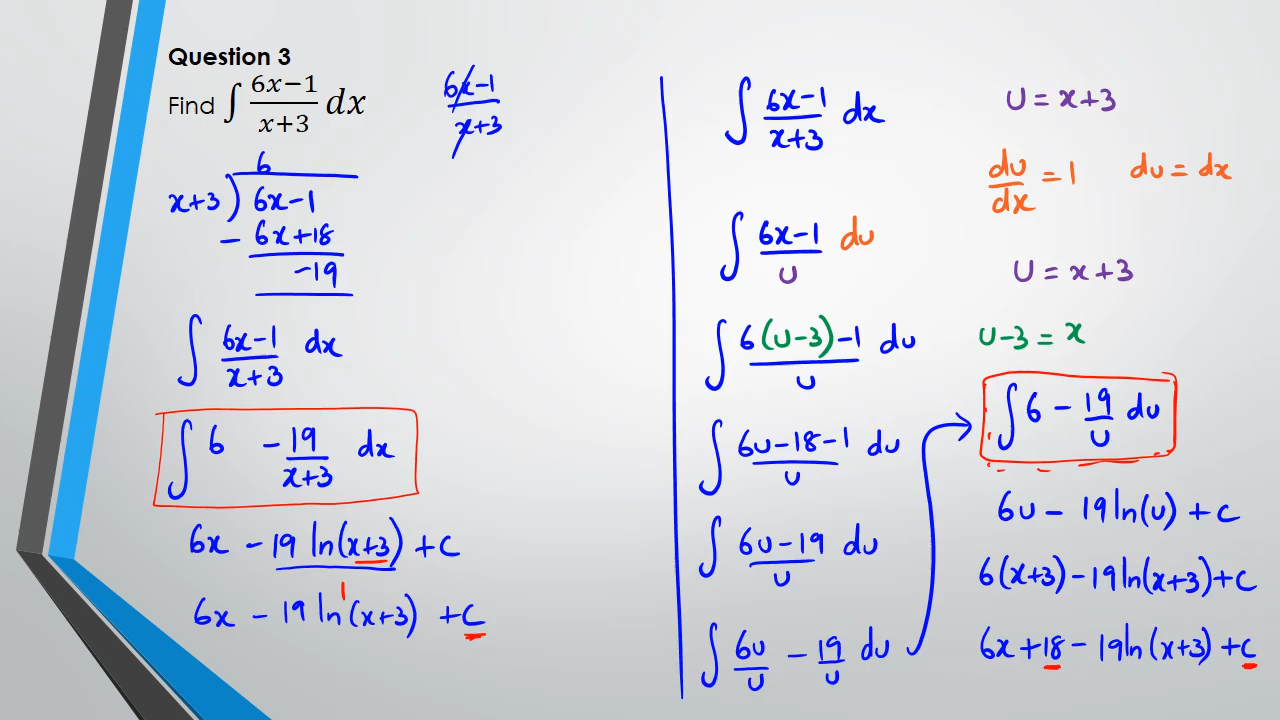 Question 3
Find ∫ (6x−1)/(x+3) dx
(6x−1)/(x+3)
6
x+3 ) 6x−1
− 6x+18
−19
∫ (6x−1)/(x+3) dx
∫ 6 − 19/(x+3) dx
6x − 19 ln(x+3) + C
6x − 19 ln(x+3) + C
∫ (6x−1)/(x+3) dx
∫ (6x−1)/u du
∫ (6(u−3)−1)/u du
∫ (6u−18−1)/u du
∫ (6u−19)/u du
∫ 6u/u − 19/u du
u = x+3
du/dx = 1 du = dx
u = x+3
u−3 = x
∫ 6 − 19/u du
6u − 19 ln(u) + C
6(x+3) − 19 ln(x+3) + C
6x + 18 − 19 ln(x+3) + C